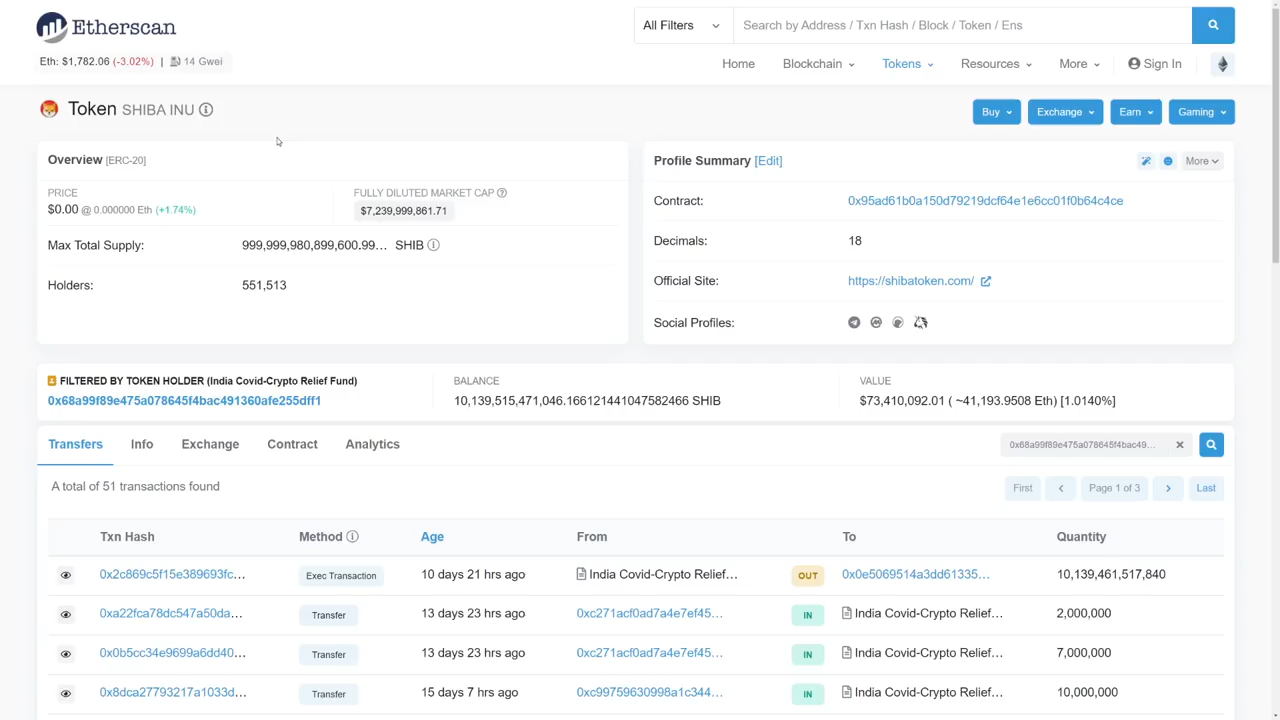 Etherscan
All Filters
Search by Address / Txn Hash / Block / Token / Ens
Eth: $1,782.06 (-3.02%) | 14 Gwei
Home Blockchain Tokens Resources More Sign In
Token SHIBA INU
Buy Exchange Earn Gaming
Overview [ERC-20]
PRICE
$0.00 @ 0.000000 Eth (+1.74%)
FULLY DILUTED MARKET CAP
$7,239,999,861.71
Max Total Supply: 999,999,980,899,600.99... SHIB
Holders: 551,513
Profile Summary [Edit]
More
Contract: 0x95ad61b0a150d79219dcf64e1e6cc01f0b64c4ce
Decimals: 18
Official Site: https://shibatoken.com/
Social Profiles:
FILTERED BY TOKEN HOLDER (India Covid-Crypto Relief Fund)
0x68a99f89e475a078645f4bac491360afe255dff1
BALANCE
10,139,515,471,046.166121441047582466 SHIB
VALUE
$73,410,092.01 ( ~41,193.9508 Eth) [1.0140%]
Transfers Info Exchange Contract Analytics
0x68a99f89e475a078645f4bac49...
A total of 51 transactions found
First Page 1 of 3 Last
Txn Hash Method Age From To Quantity
0x2c869c5f15e389693fc... Exec Transaction 10 days 21 hrs ago India Covid-Crypto Relief... OUT 0x0e5069514a3dd61335... 10,139,461,517,840
0xa22fca78dc547a50da... Transfer 13 days 23 hrs ago 0xc271acf0ad7a4e7ef45... IN India Covid-Crypto Relief... 2,000,000
0x0b5cc34e9699a6dd40... Transfer 13 days 23 hrs ago 0xc271acf0ad7a4e7ef45... IN India Covid-Crypto Relief... 7,000,000
0x8dca27793217a1033d... Transfer 15 days 7 hrs ago 0xc99759630998a1c344... IN India Covid-Crypto Relief... 10,000,000